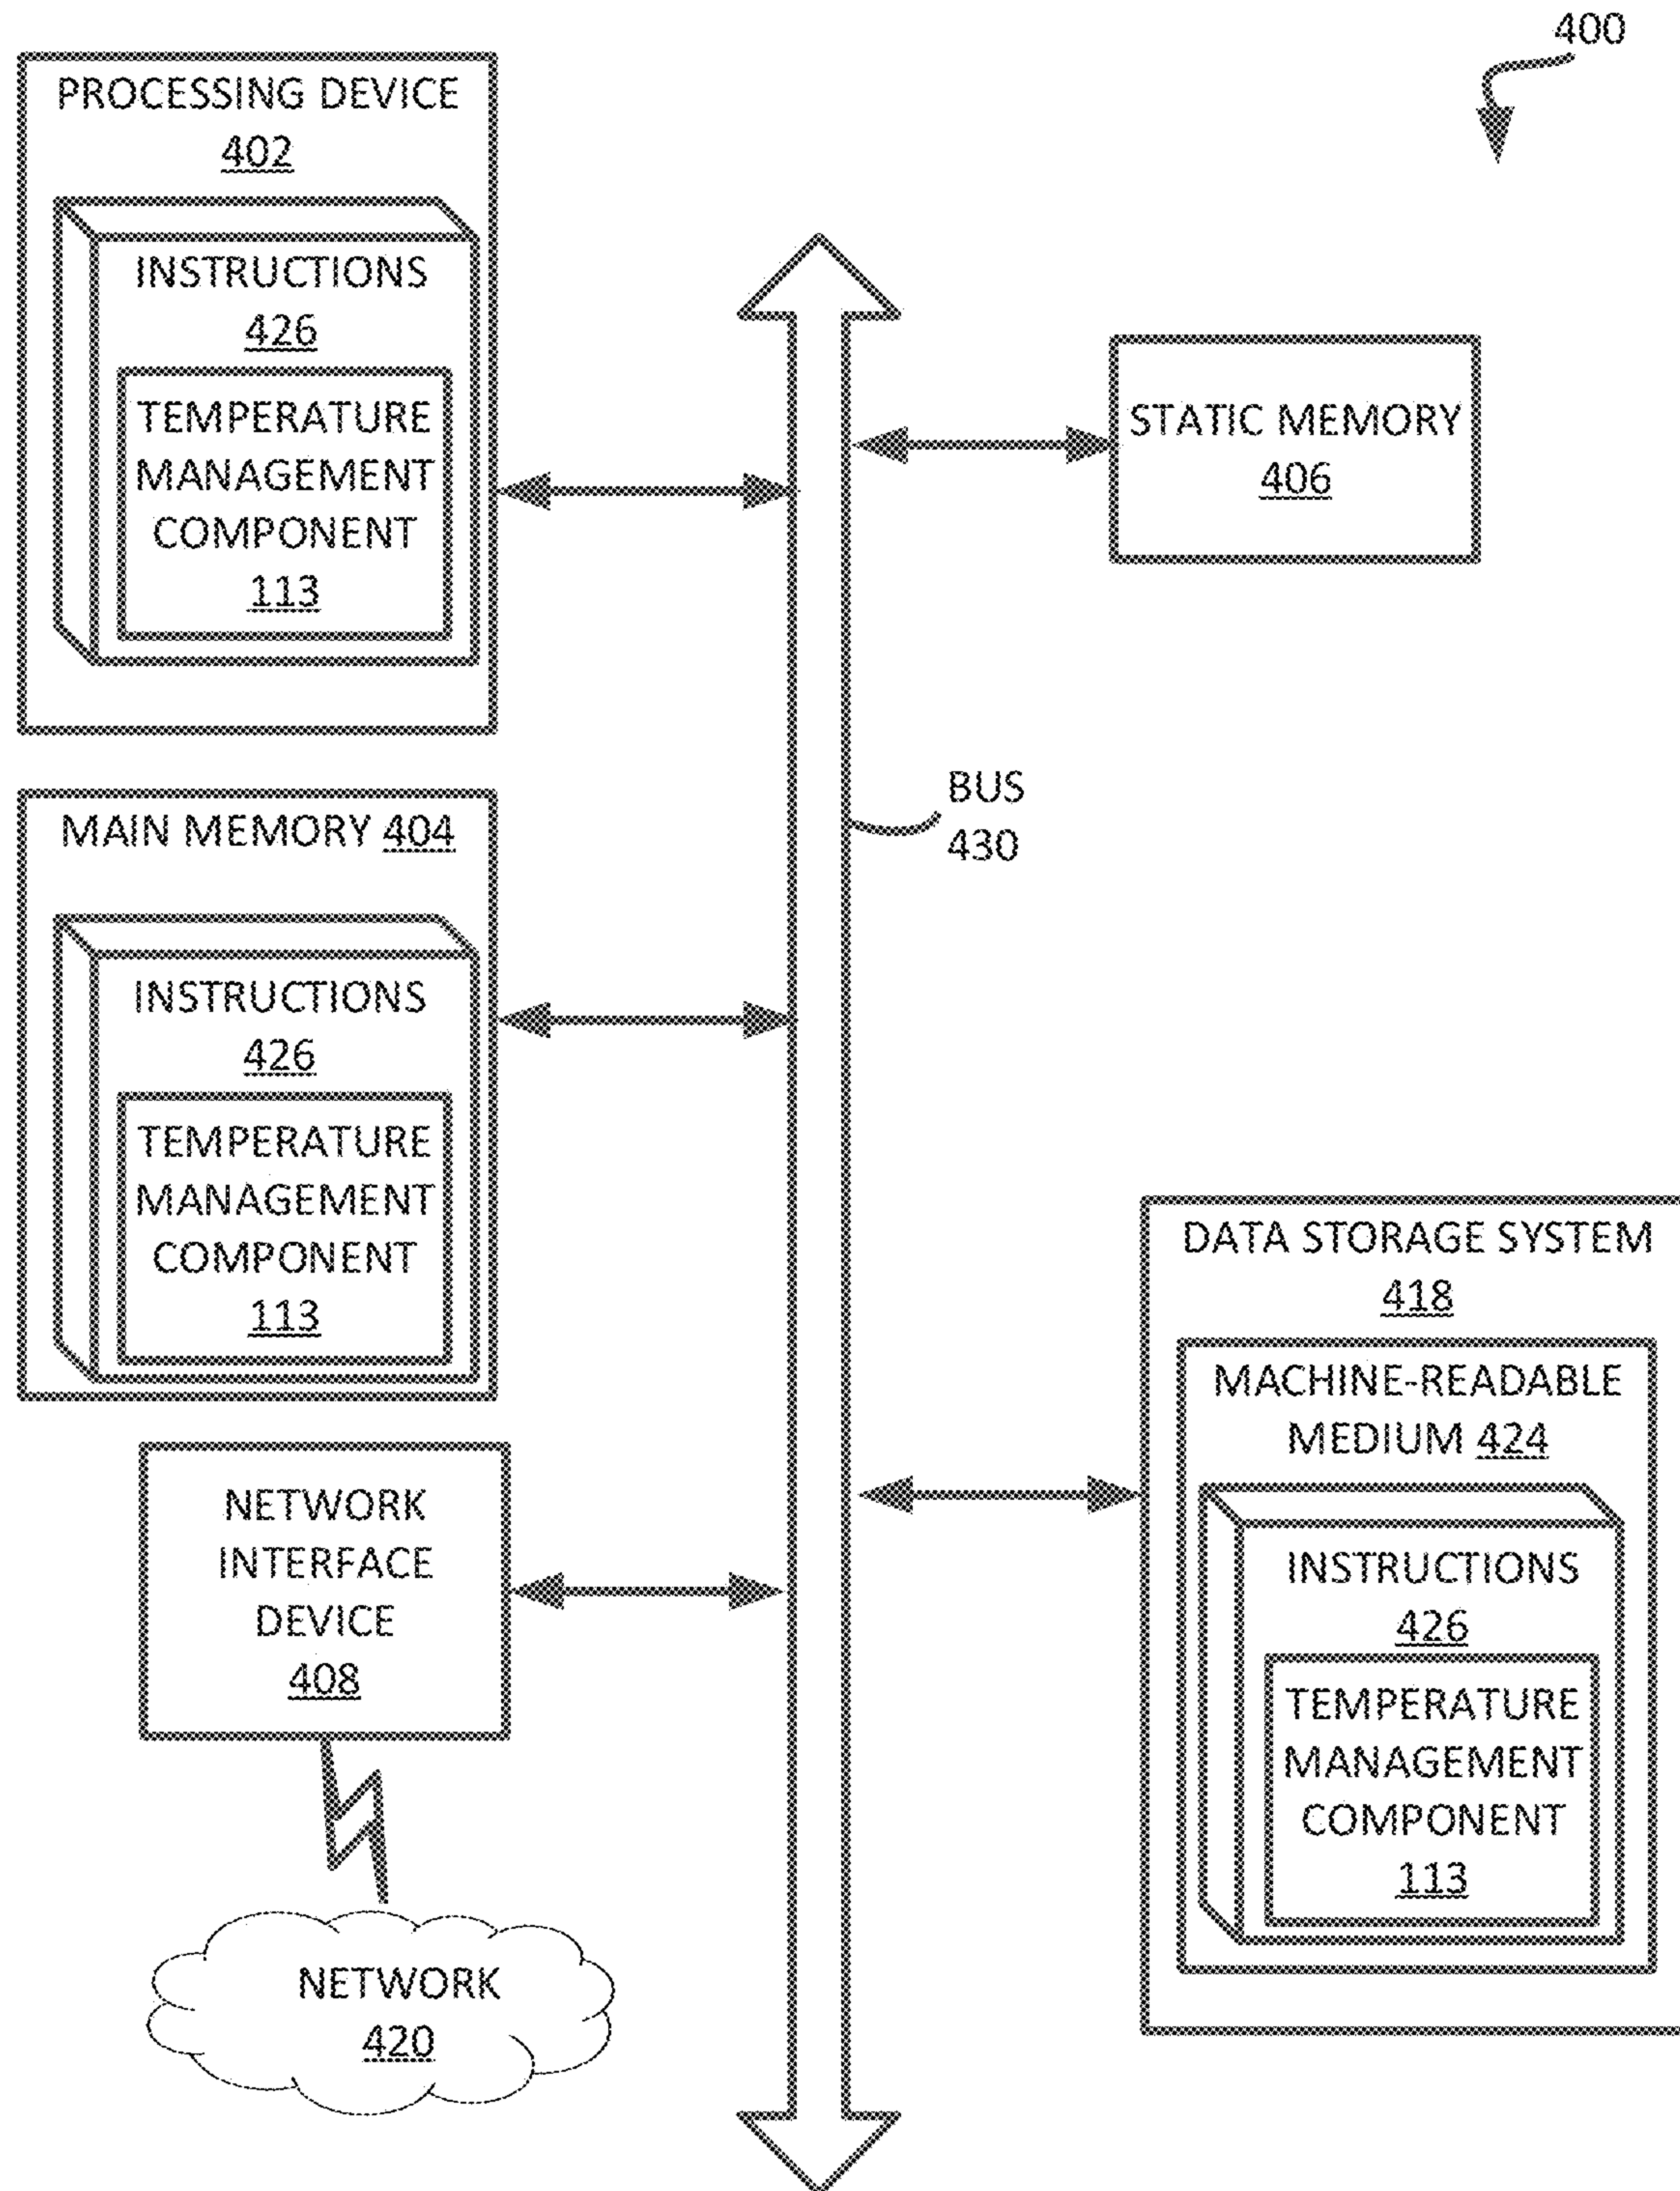 400
PROCESSING DEVICE
402
INSTRUCTIONS
426
TEMPERATURE
MANAGEMENT
COMPONENT
113
STATIC MEMORY
406
BUS
430
MAIN MEMORY 404
INSTRUCTIONS
426
TEMPERATURE
MANAGEMENT
COMPONENT
113
DATA STORAGE SYSTEM
418
MACHINE-READABLE
MEDIUM 424
INSTRUCTIONS
426
TEMPERATURE
MANAGEMENT
COMPONENT
113
NETWORK
INTERFACE
DEVICE
408
NETWORK
420